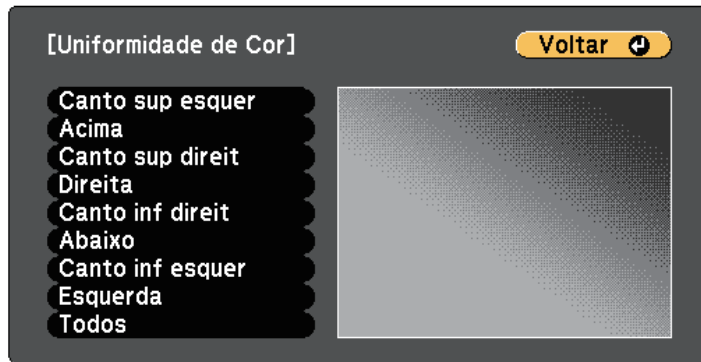 [Uniformidade de Cor]
Voltar
Canto sup esquer
Acima
Canto sup direit
Direita
Canto inf direit
Abaixo
Canto inf esquer
Esquerda
Todos